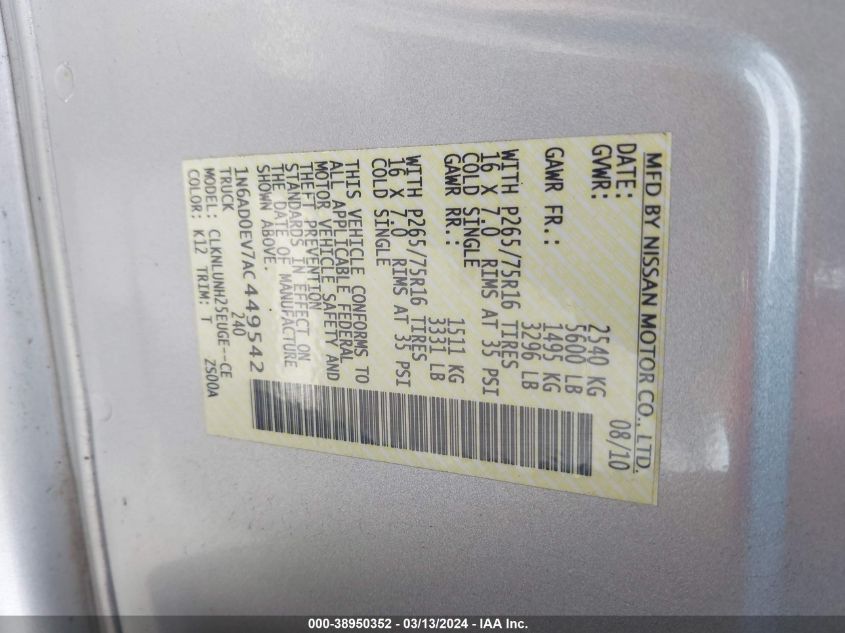 MFD BY NISSAN MOTOR CO., LTD.
DATE: 08/10
GVWR: 2540 KG
5600 LB
GAWR FR.: 1495 KG
3296 LB
WITH P265/75R16 TIRES
16 X 7.0 RIMS AT 35 PSI
COLD SINGLE
GAWR RR.: 1511 KG
3331 LB
WITH P265/75R16 TIRES
16 X 7.0 RIMS AT 35 PSI
COLD SINGLE
THIS VEHICLE CONFORMS TO
ALL APPLICABLE FEDERAL
MOTOR VEHICLE SAFETY AND
THEFT PREVENTION
STANDARDS IN EFFECT ON
THE DATE OF MANUFACTURE
SHOWN ABOVE.
1N6AD0EV7AC449542
TRUCK 240
MODEL: CLKNLUNH25EUGE--CE
COLOR: K12 TRIM: T 2S00A
000-38950352 - 03/13/2024 - IAA Inc.